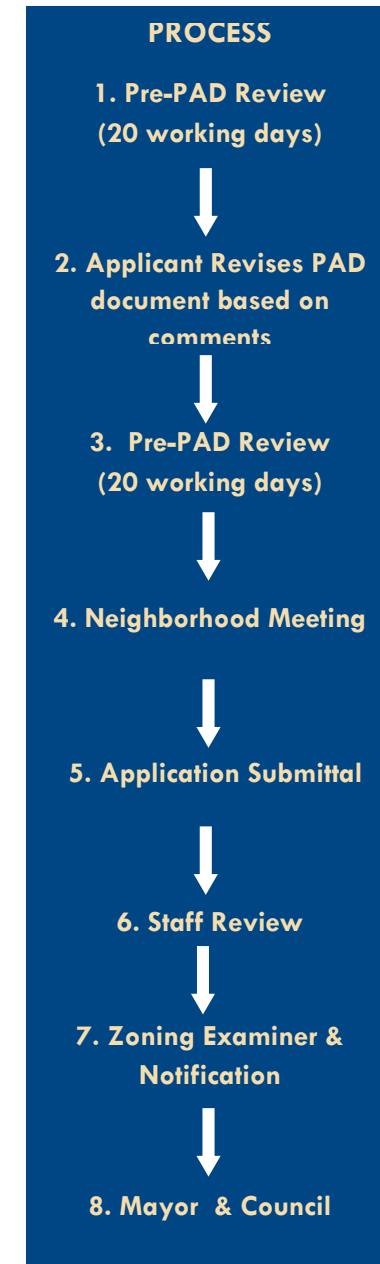 PROCESS
1. Pre-PAD Review
(20 working days)
2. Applicant Revises PAD
document based on
comments
3. Pre-PAD Review
(20 working days)
4. Neighborhood Meeting
5. Application Submittal
6. Staff Review
7. Zoning Examiner &
Notification
8. Mayor & Council